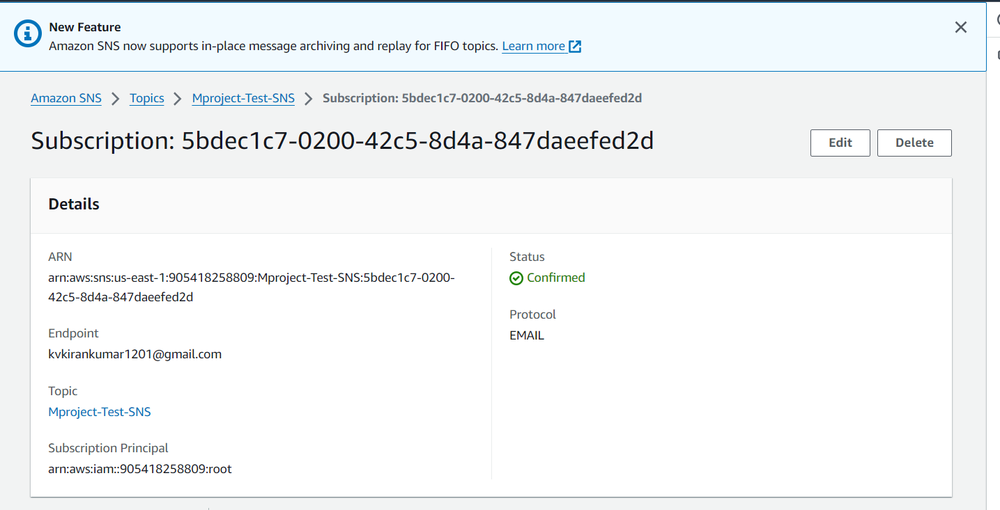 New Feature
Amazon SNS now supports in-place message archiving and replay for FIFO topics. Learn more
Amazon SNS > Topics > Mproject-Test-SNS > Subscription: 5bdec1c7-0200-42c5-8d4a-847daeefed2d
Subscription: 5bdec1c7-0200-42c5-8d4a-847daeefed2d
Edit
Delete
Details
ARN
arn:aws:sns:us-east-1:905418258809:Mproject-Test-SNS:5bdec1c7-0200-
42c5-8d4a-847daeefed2d
Endpoint
kvkirankumar1201@gmail.com
Topic
Mproject-Test-SNS
Subscription Principal
arn:aws:iam::905418258809:root
Status
Confirmed
Protocol
EMAIL